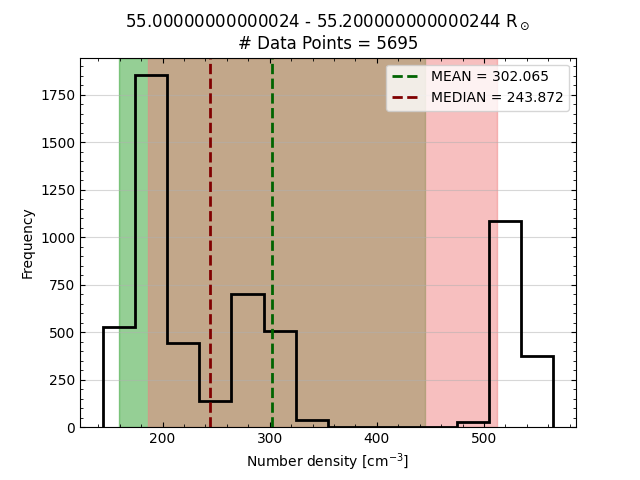 55.00000000000024 - 55.200000000000244 R⊙
# Data Points = 5695
MEAN = 302.065
MEDIAN = 243.872
Frequency
1750
1500
1250
1000
750
500
250
0
200 300 400 500
Number density [cm⁻³]